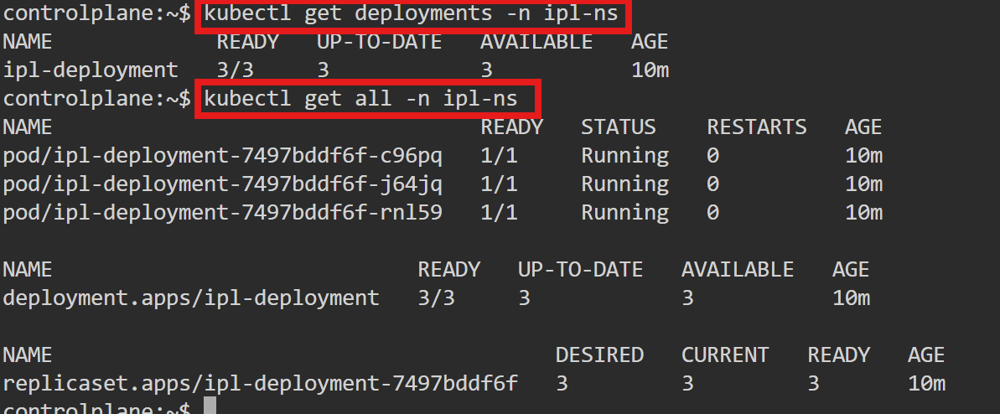 controlplane:~$ kubectl get deployments -n ipl-ns
NAME READY UP-TO-DATE AVAILABLE AGE
ipl-deployment 3/3 3 3 10m
controlplane:~$ kubectl get all -n ipl-ns
NAME READY STATUS RESTARTS AGE
pod/ipl-deployment-7497bddf6f-c96pq 1/1 Running 0 10m
pod/ipl-deployment-7497bddf6f-j64jq 1/1 Running 0 10m
pod/ipl-deployment-7497bddf6f-rnl59 1/1 Running 0 10m
NAME READY UP-TO-DATE AVAILABLE AGE
deployment.apps/ipl-deployment 3/3 3 3 10m
NAME DESIRED CURRENT READY AGE
replicaset.apps/ipl-deployment-7497bddf6f 3 3 3 10m
controlplane:~$